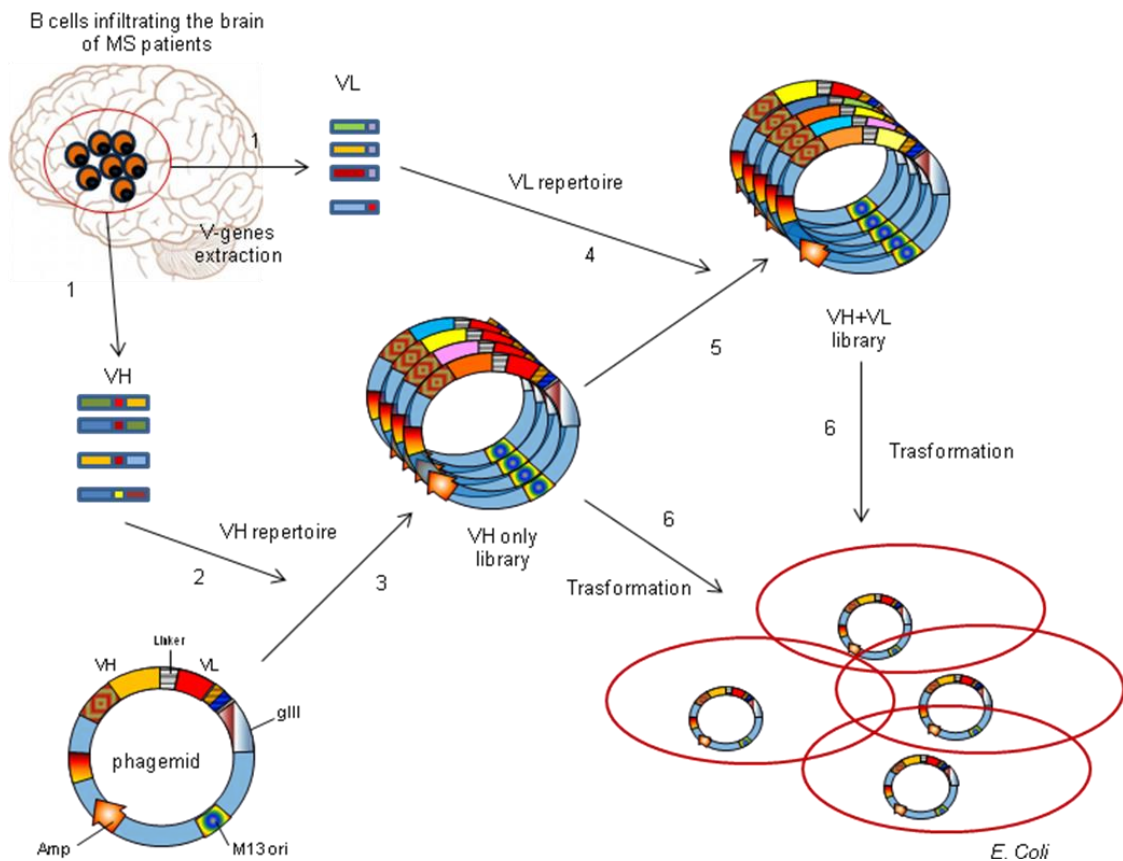 B cells infiltrating the brain
of MS patients
VL
1
VL repertoire
4
V-genes
extraction
1
VH
5
VH+VL
library
6
Trasformation
VH repertoire
2
3
VH only
library
6
Trasformation
Linker
VH
VL
gIII
phagemid
Amp
M13 ori
E. Coli